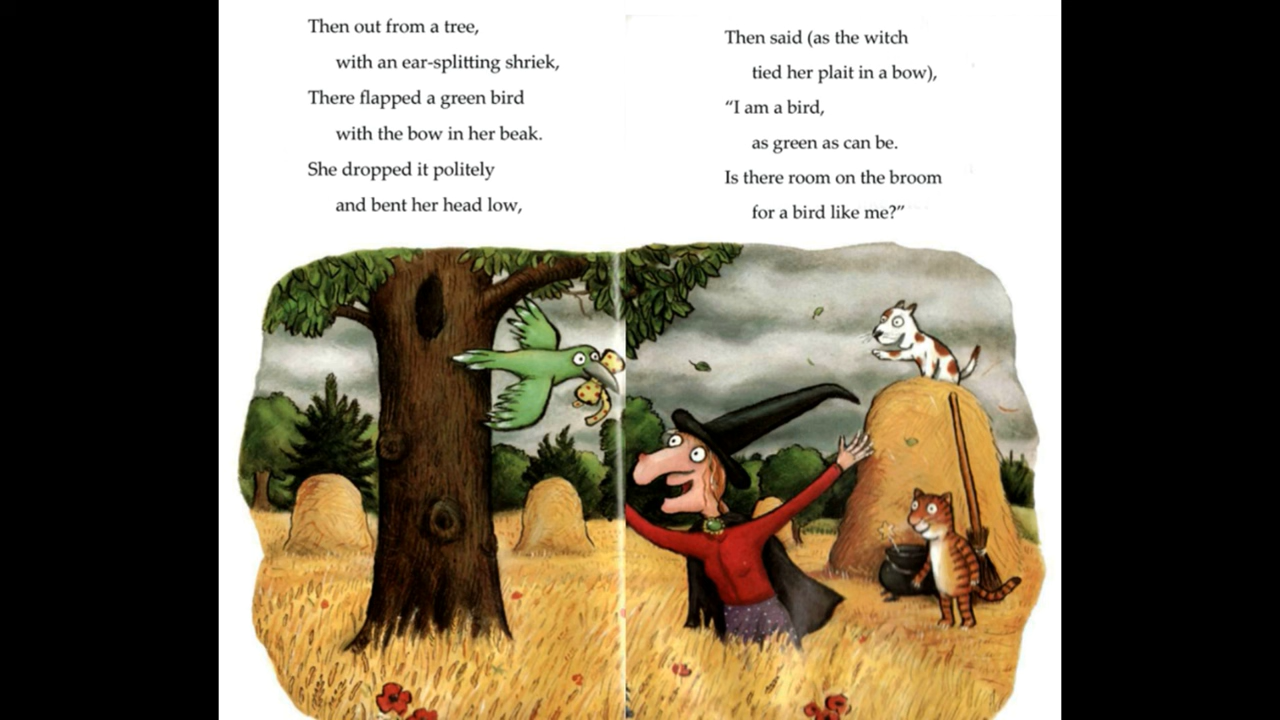 Then out from a tree,
with an ear-splitting shriek,
There flapped a green bird
with the bow in her beak.
She dropped it politely
and bent her head low,
Then said (as the witch
tied her plait in a bow),
“I am a bird,
as green as can be.
Is there room on the broom
for a bird like me?”